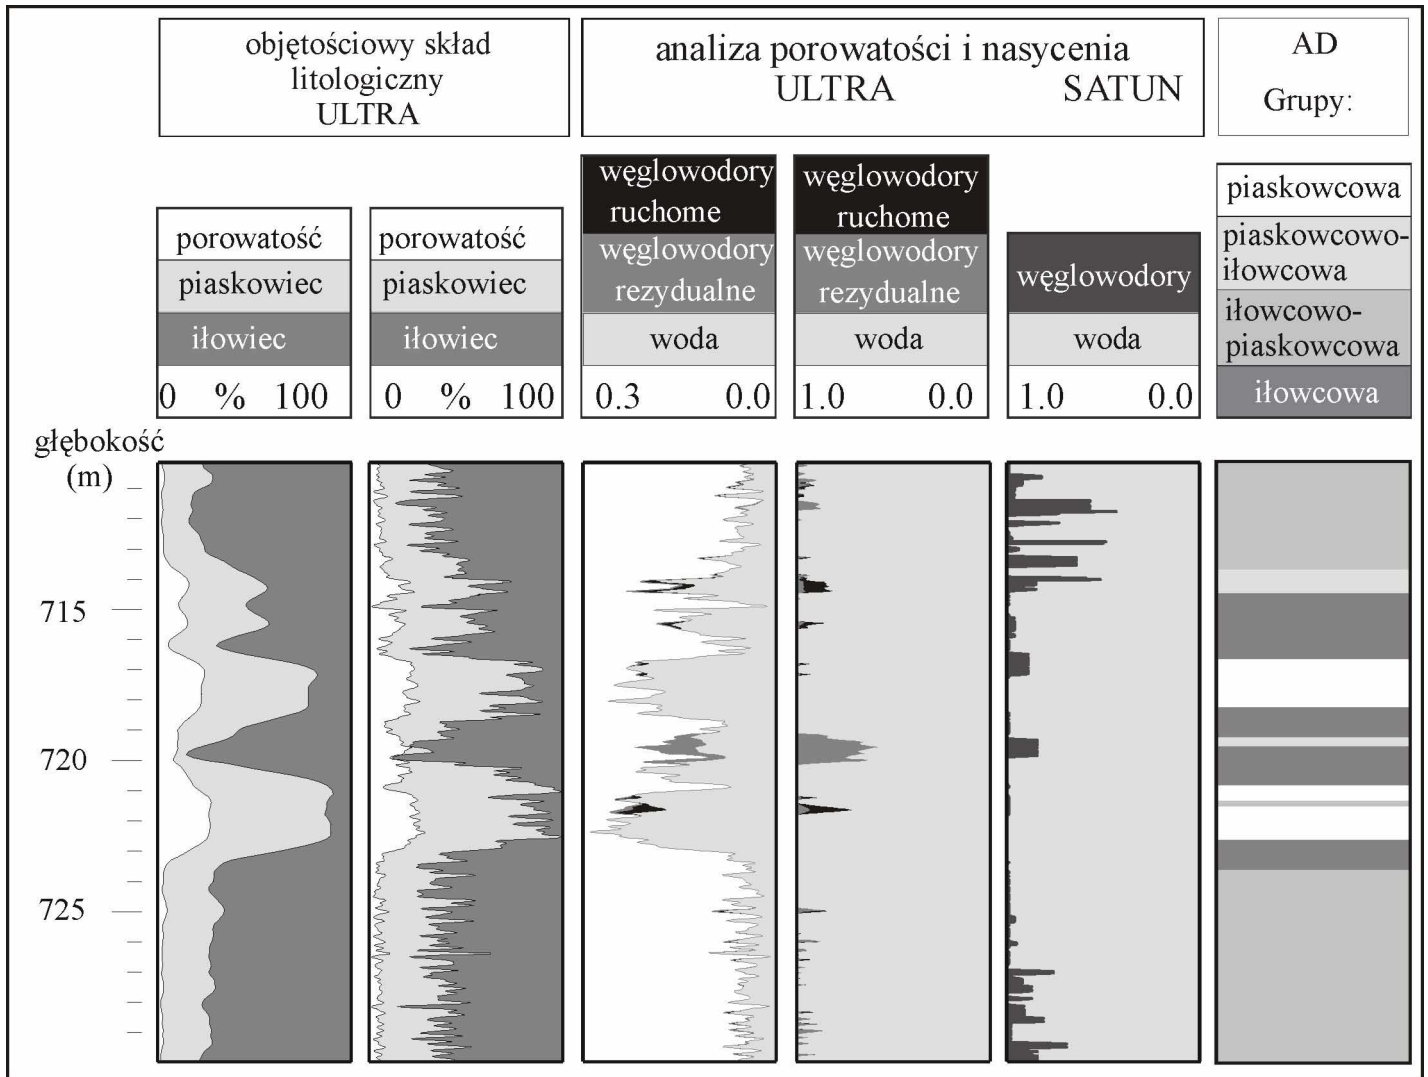 objętościowy skład
litologiczny
ULTRA
analiza porowatości i nasycenia
ULTRA SATUN
AD
Grupy:
porowatość
piaskowiec
iłowiec
0 % 100
porowatość
piaskowiec
iłowiec
0 % 100
węglowodory
ruchome
węglowodory
rezydualne
woda
0.3 0.0
węglowodory
ruchome
węglowodory
rezydualne
woda
1.0 0.0
węglowodory
woda
1.0 0.0
piaskowcowa
piaskowcowo-
iłowcowa
iłowcowo-
piaskowcowa
iłowcowa
głębokość
(m)
715
720
725